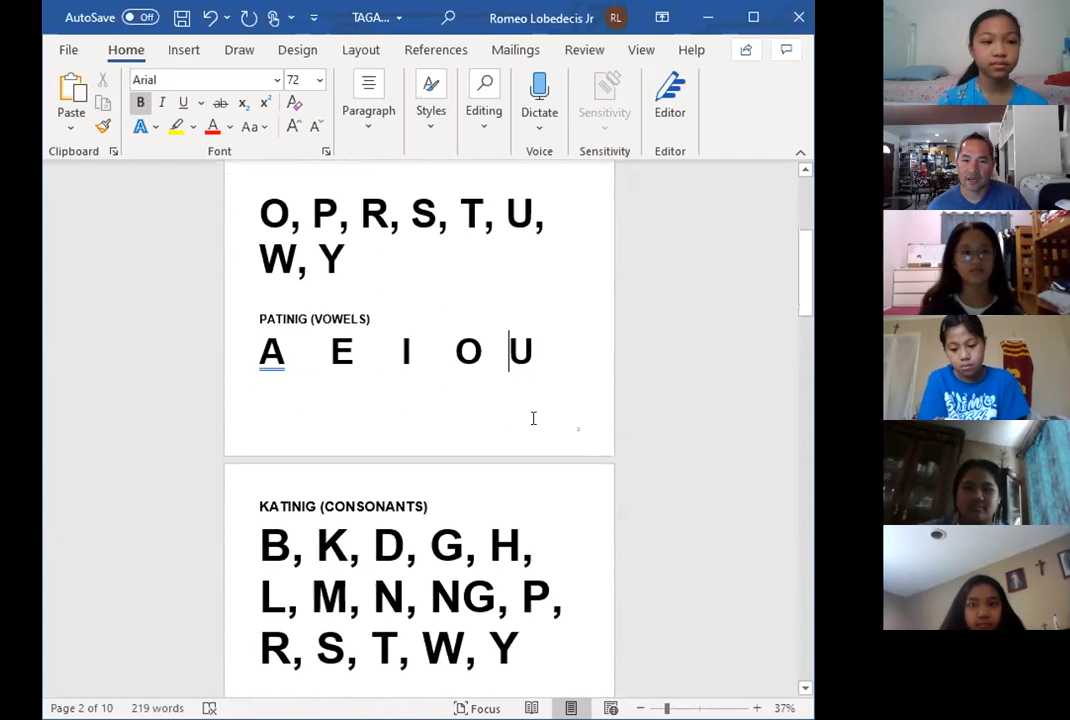 AutoSave Off TAGA... Romeo Lobedecis Jr RL
File Home Insert Draw Design Layout References Mailings Review View Help
Arial 72
Paste Paragraph Styles Editing Dictate Sensitivity Editor
Clipboard Font Voice Sensitivity Editor
O, P, R, S, T, U,
W, Y
PATINIG (VOWELS)
A E I O U
2
KATINIG (CONSONANTS)
B, K, D, G, H,
L, M, N, NG, P,
R, S, T, W, Y
Page 2 of 10 219 words Focus 37%